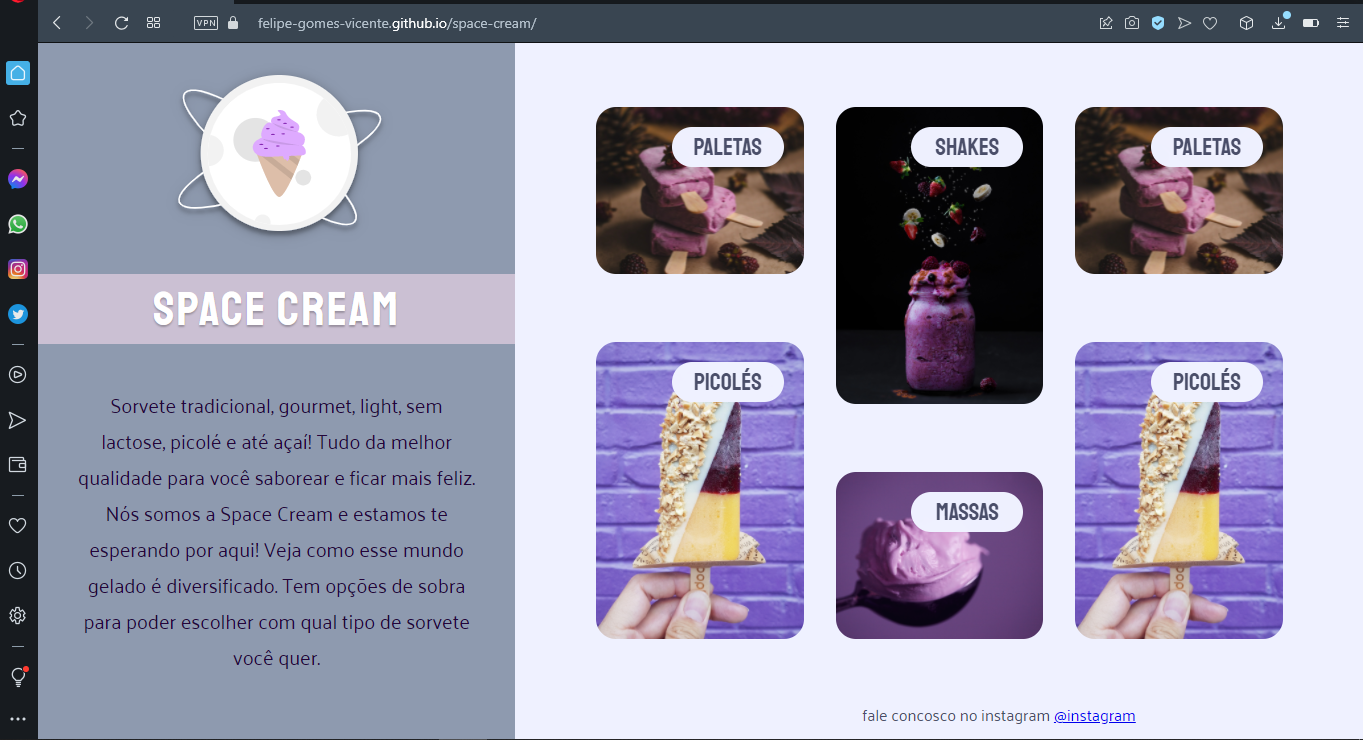 VPN
felipe-gomes-vicente.github.io/space-cream/
SPACE CREAM
Sorvete tradicional, gourmet, light, sem
lactose, picolé e até açaí! Tudo da melhor
qualidade para você saborear e ficar mais feliz.
Nós somos a Space Cream e estamos te
esperando por aqui! Veja como esse mundo
gelado é diversificado. Tem opções de sobra
para poder escolher com qual tipo de sorvete
você quer.
PALETAS
SHAKES
PALETAS
PICOLÉS
PICOLÉS
MASSAS
fale concosco no instagram @instagram